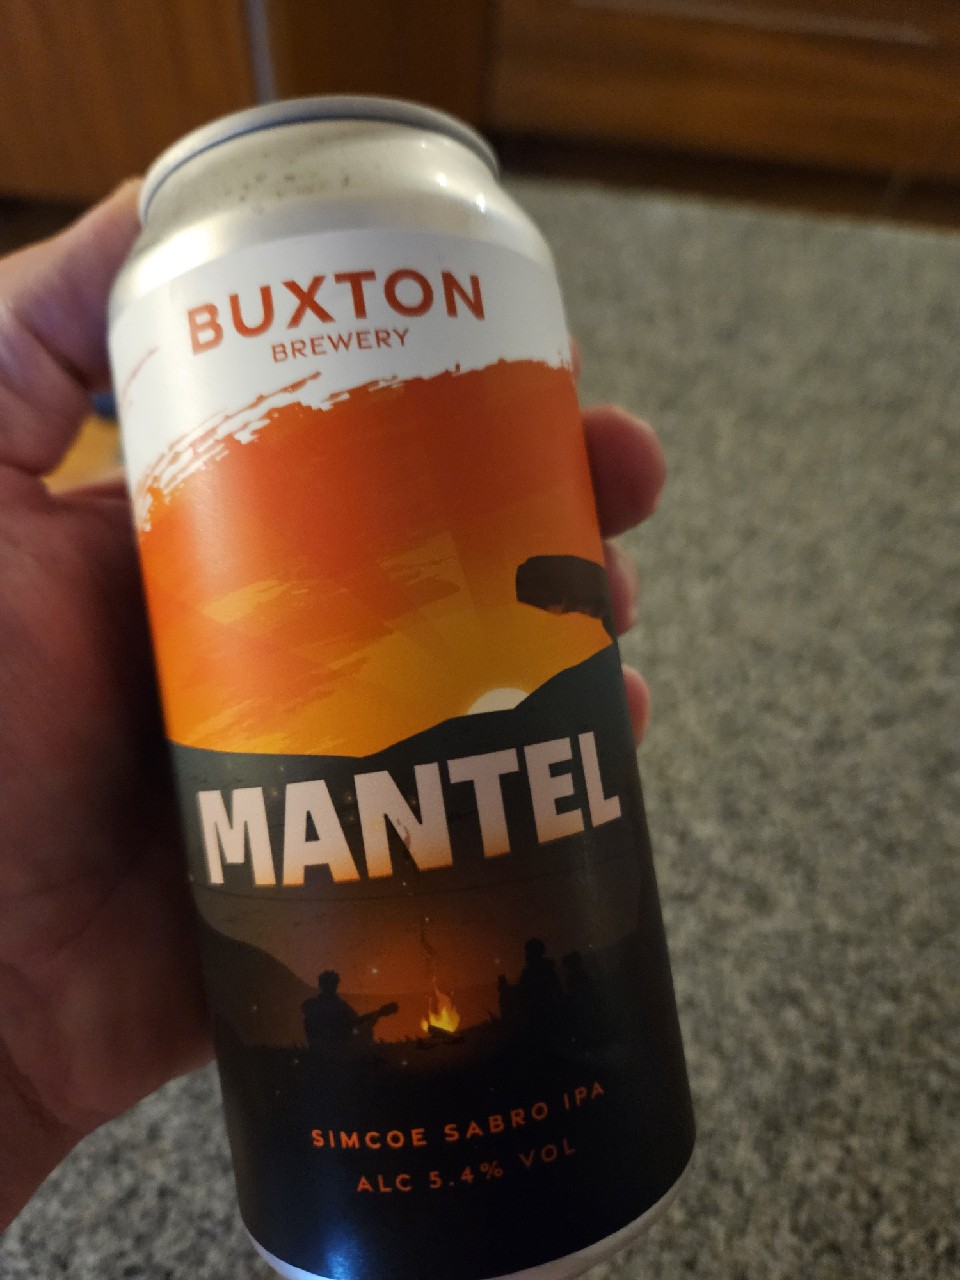 BUXTON
BREWERY
MANTEL
SIMCOE SABRO IPA
ALC 5.4% VOL